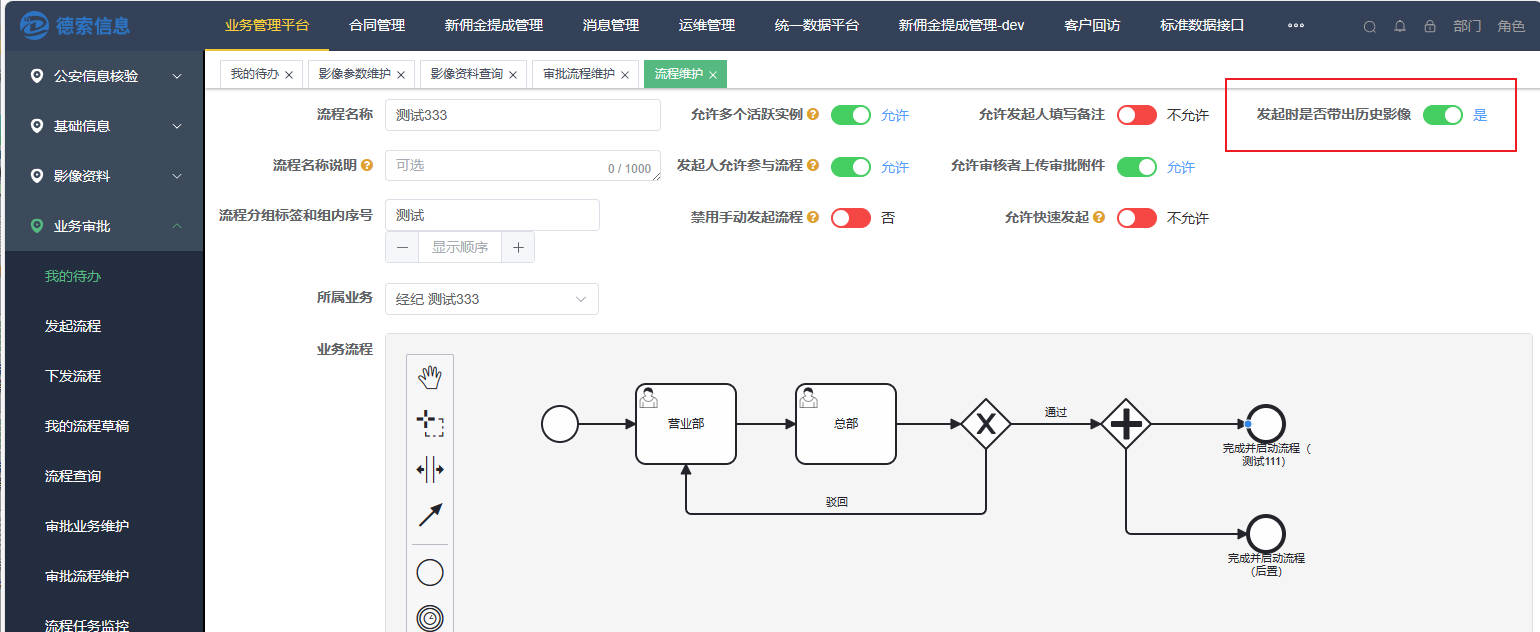 德索信息
业务管理平台 合同管理 新佣金提成管理 消息管理 运维管理 统一数据平台 新佣金提成管理-dev 客户回访 标准数据接口 ••• 部门 角色
公安信息核验
基础信息
影像资料
业务审批
我的待办
发起流程
下发流程
我的流程草稿
流程查询
审批业务维护
审批流程维护
流程任务监控
我的待办 × 影像参数维护 × 影像资料查询 × 审批流程维护 × 流程维护 ×
流程名称 测试333 允许多个活跃实例 ? 允许 允许发起人填写备注 不允许 发起时是否带出历史影像 是
流程名称说明 ? 可选 0 / 1000 发起人允许参与流程 ? 允许 允许审核者上传审批附件 允许
流程分组标签和组内序号 测试 禁用手动发起流程 ? 否 允许快速发起 ? 不允许
— 显示顺序 +
所属业务 经纪 测试333
业务流程
营业部 总部 通过
完成并启动流程（
测试111）
驳回
完成并启动流程
(后置)